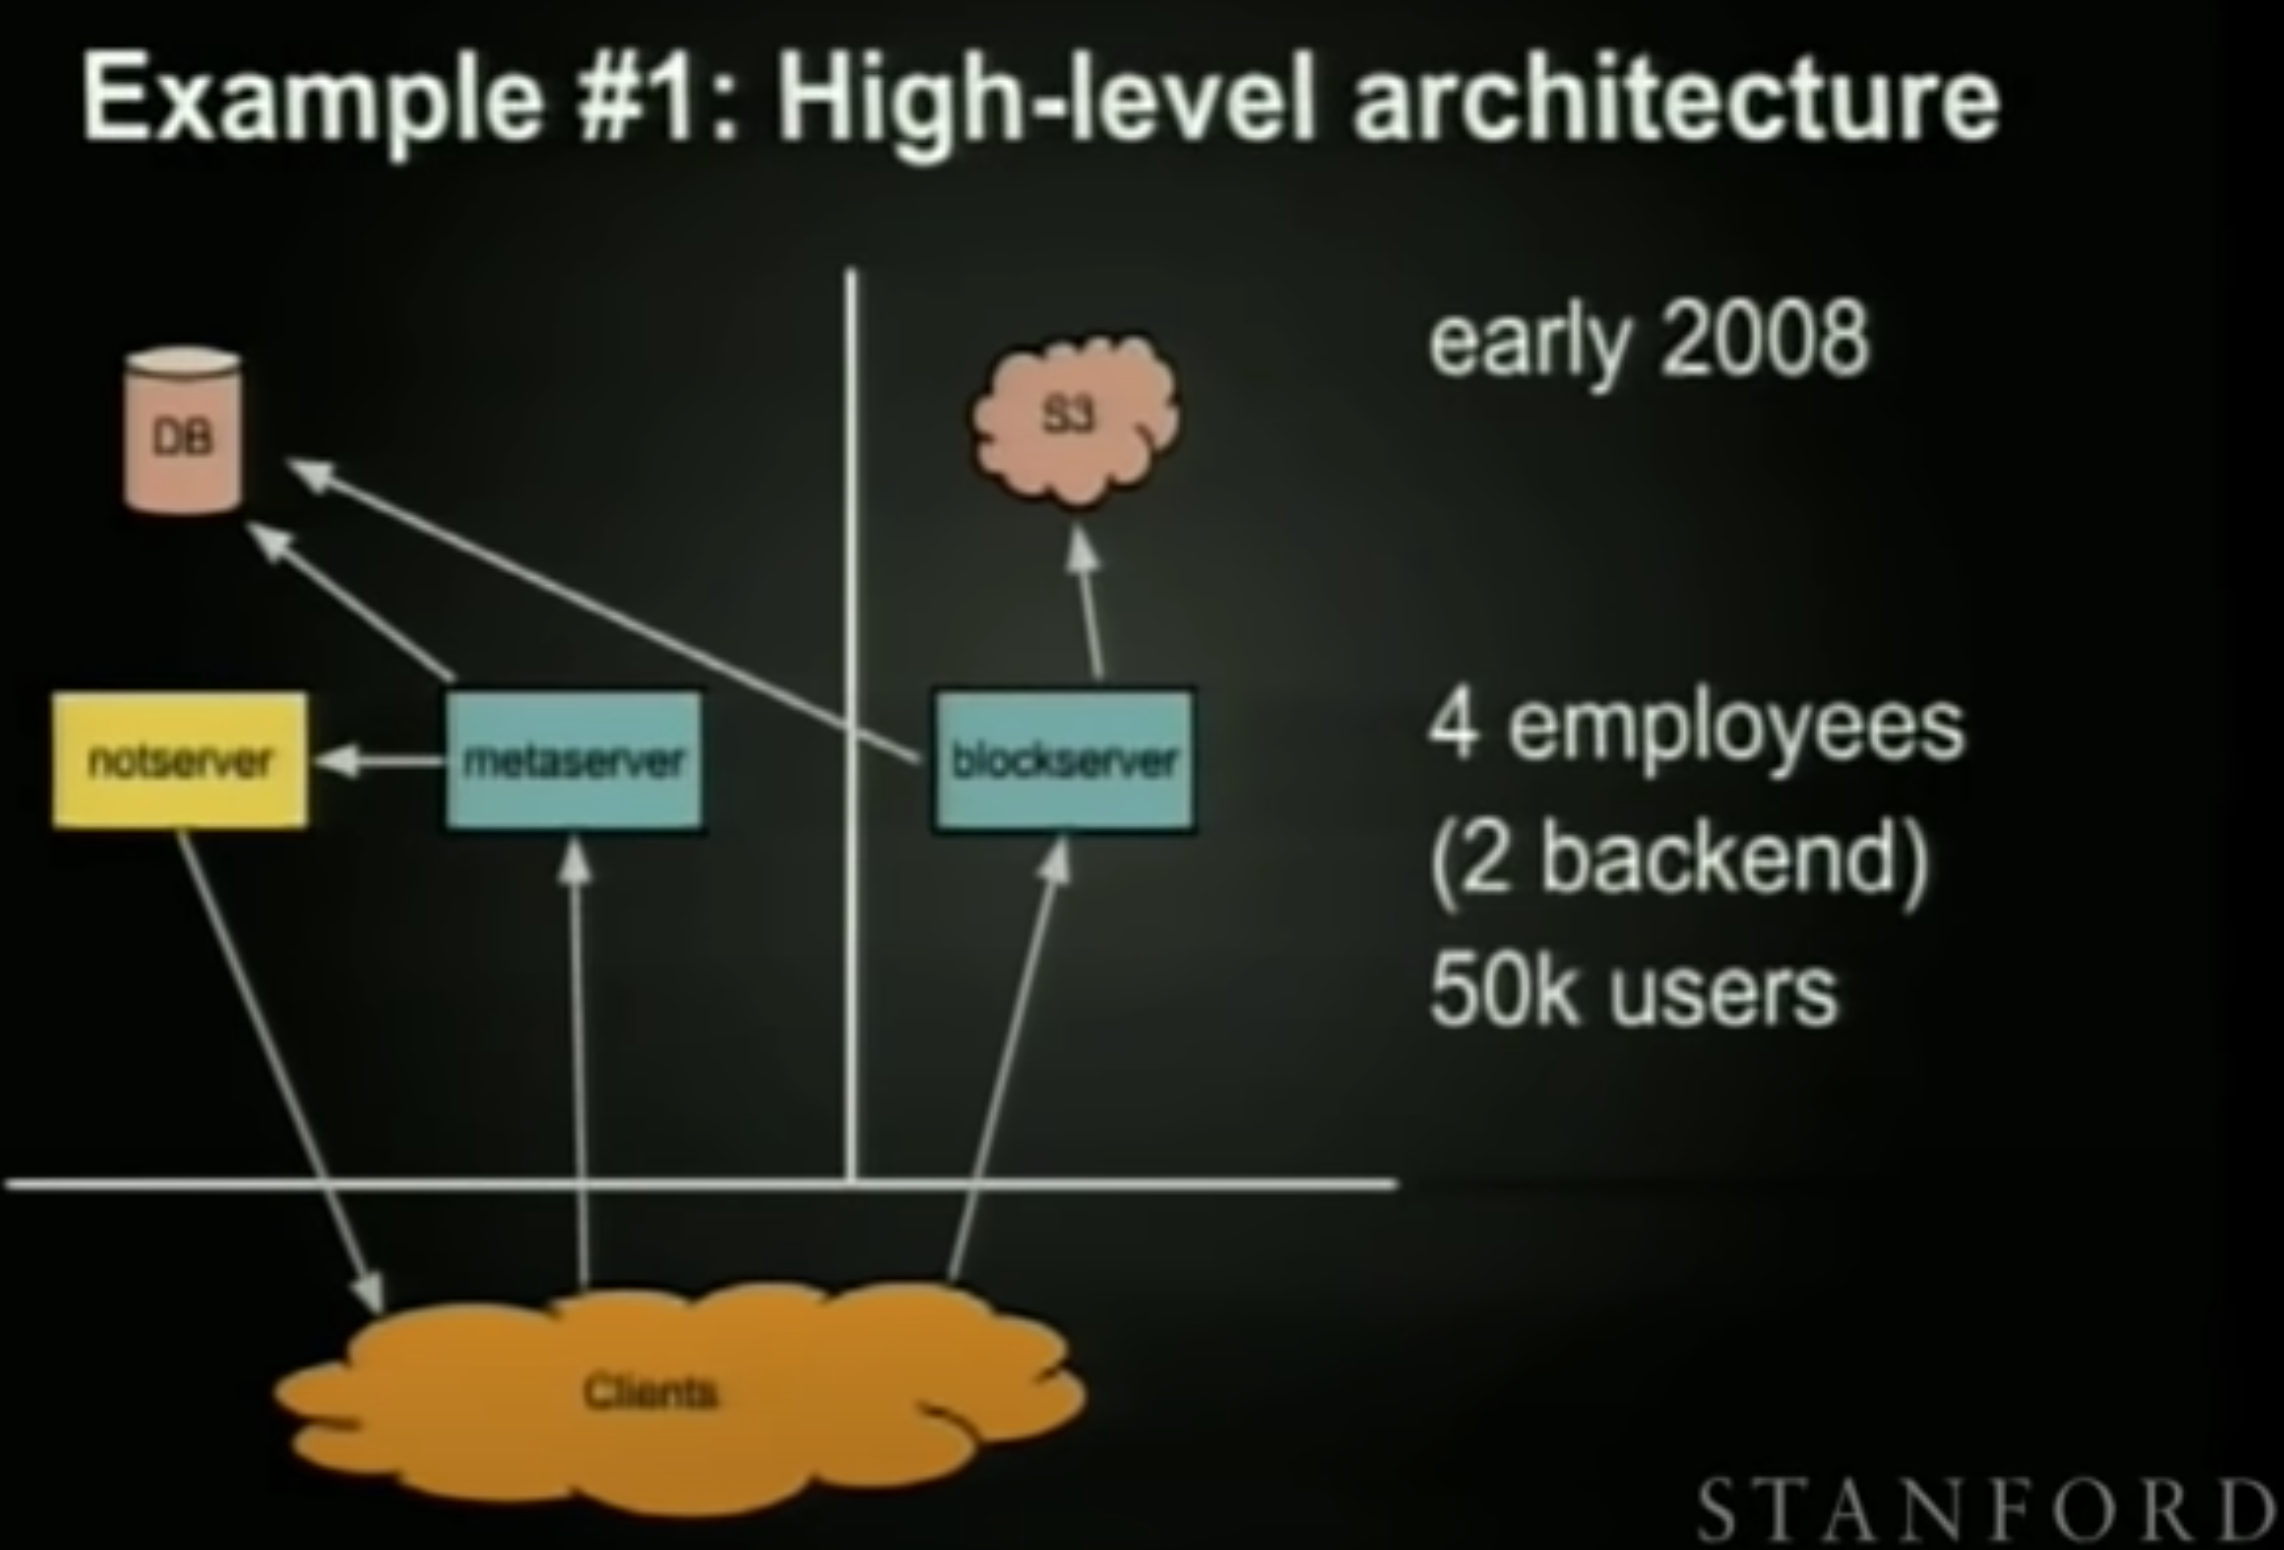 Example #1: High-level architecture
early 2008
DB
S3
4 employees
(2 backend)
50k users
notserver
metaserver
blockserver
Clients
STANFORD